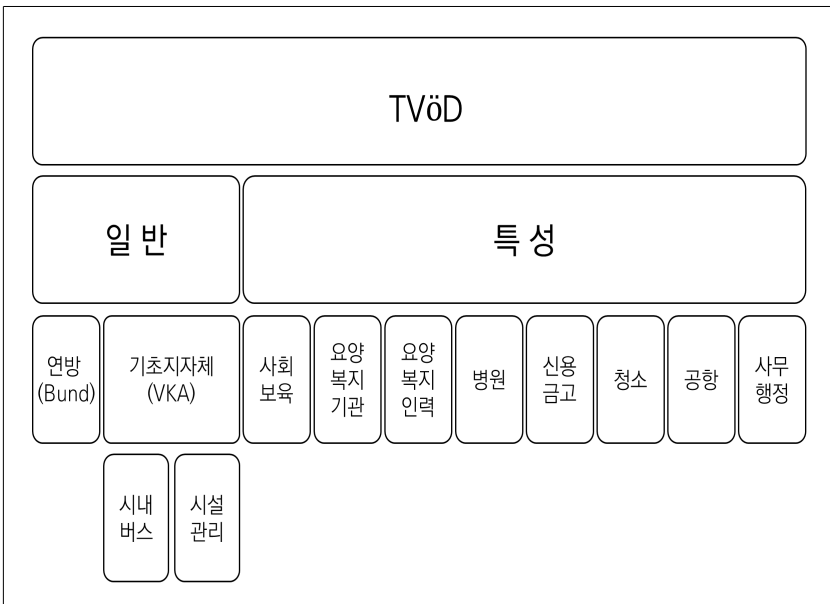 TVöD
일 반
특 성
연방
(Bund)
기초지자체
(VKA)
사회
보육
요양
복지
기관
요양
복지
인력
병원
신용
금고
청소
공항
사무
행정
시내
버스
시설
관리